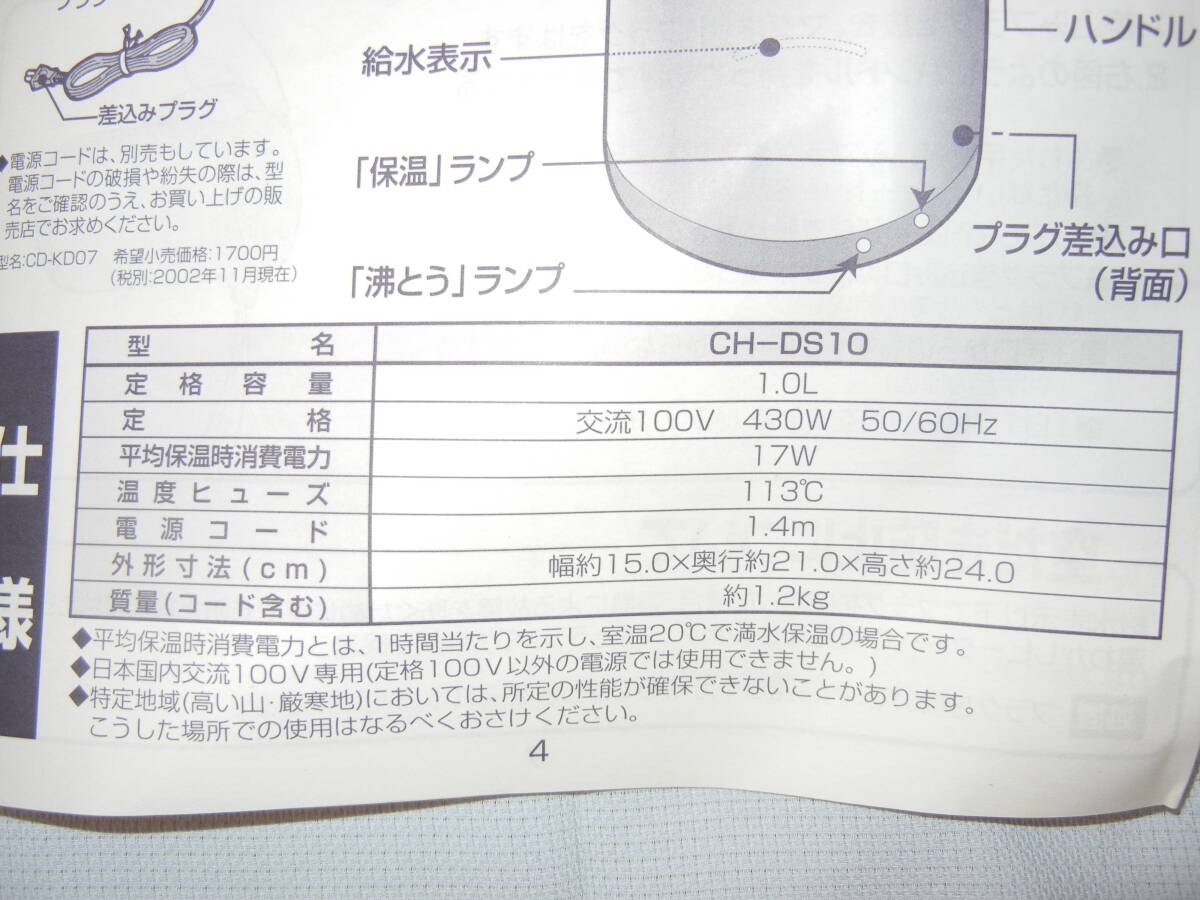 プラグ
差込みプラグ
◆電源コードは、別売もしています。
電源コードの破損や紛失の際は、型
名をご確認のうえ、お買い上げの販
売店でお求めください。
型名:CD-KD07 希望小売価格:1700円
(税別:2002年11月現在)
給水表示
「保温」ランプ
「沸とう」ランプ
ハンドル
プラグ差込み口
(背面)
仕様
型名 CH-DS10
定格容量 1.0L
定格 交流100V 430W 50/60Hz
平均保温時消費電力 17W
温度ヒューズ 113℃
電源コード 1.4m
外形寸法(cm) 幅約15.0×奥行約21.0×高さ約24.0
質量(コード含む) 約1.2kg
◆平均保温時消費電力とは、1時間当たりを示し、室温20℃で満水保温の場合です。
◆日本国内交流100V専用(定格100V以外の電源では使用できません。)
◆特定地域(高い山・厳寒地)においては、所定の性能が確保できないことがあります。
こうした場所での使用はなるべくおさけください。
4